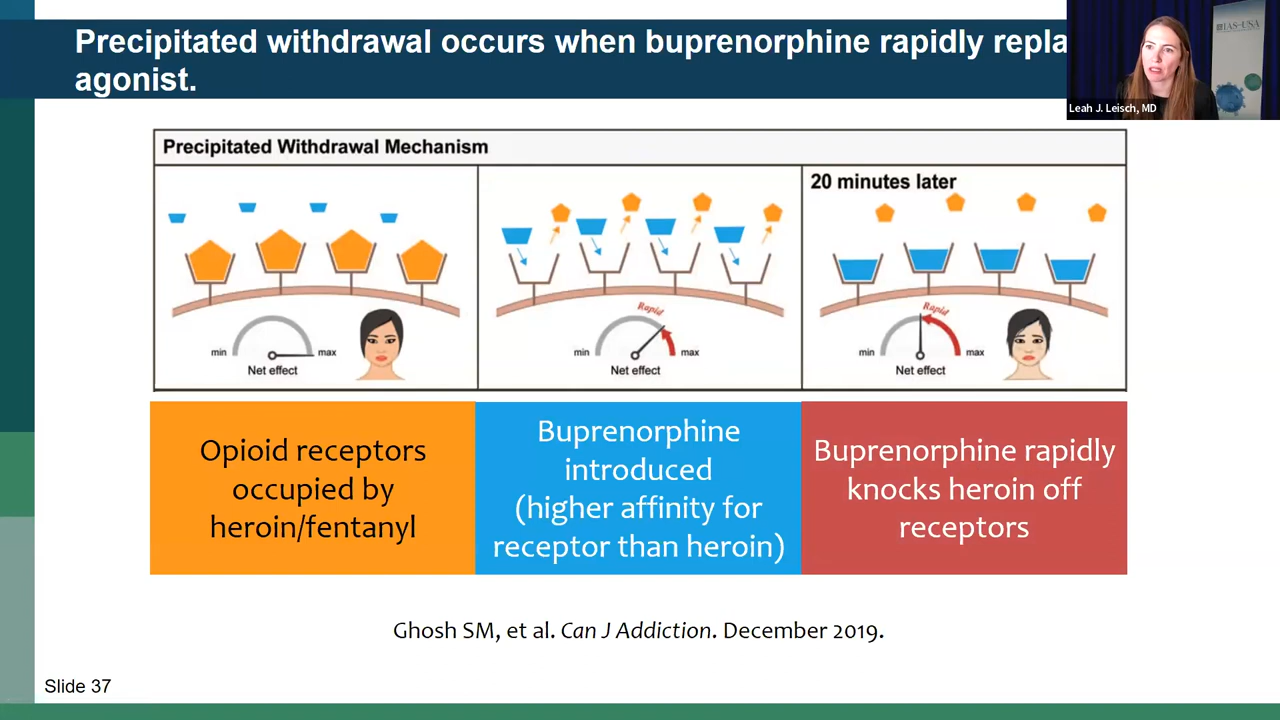 Precipitated withdrawal occurs when buprenorphine rapidly
agonist.
IAS–USA
Leah J. Leisch, MD
Precipitated Withdrawal Mechanism
20 minutes later
Rapid
min
max
Net effect
Rapid
min
max
Net effect
min
max
Net effect
Opioid receptors
occupied by
heroin/fentanyl
Buprenorphine
introduced
(higher affinity for
receptor than heroin)
Buprenorphine rapidly
knocks heroin off
receptors
Ghosh SM, et al. Can J Addiction. December 2019.
Slide 37